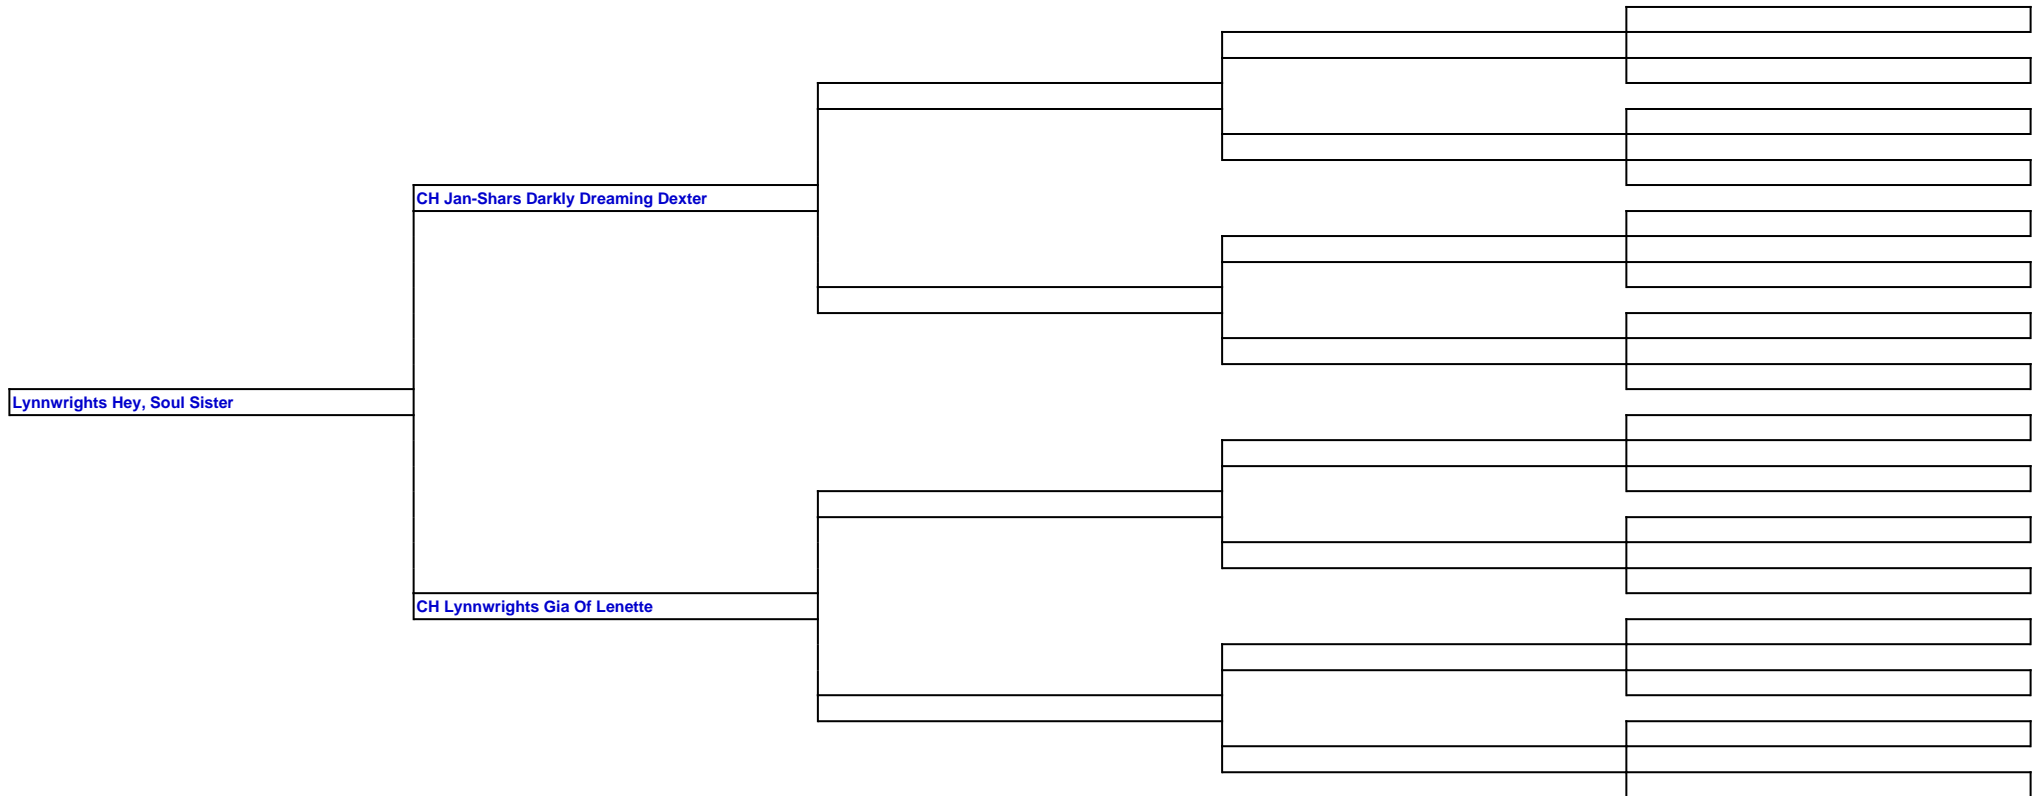 CH Jan-Shars Darkly Dreaming Dexter
Lynnwrights Hey, Soul Sister
CH Lynnwrights Gia Of Lenette